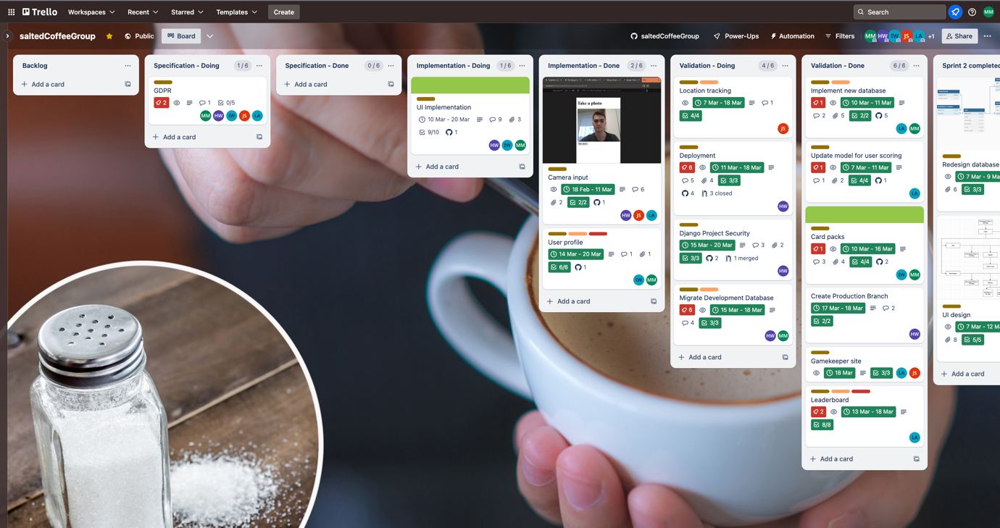 Trello Workspaces Recent Starred Templates Create Search MM
saltedCoffeeGroup Public Board saltedCoffeeGroup Power-Ups Automation Filters MM HW IW JS LA +1 Share
Backlog
Add a card
Specification - Doing 1 / 6
GDPR
2 1 0/5
MM HW IW JS LA
Add a card
Specification - Done 0 / 6
Add a card
Implementation - Doing 1 / 6
UI Implementation
10 Mar - 20 Mar 9 3
9/10 1
HW IW MM
Add a card
Implementation - Done 2 / 6
Take a photo
Camera input
18 Feb - 11 Mar 6
2 2/2 1
HW JS LA
User profile
14 Mar - 20 Mar 1 1
6/6 1
IW MM
Add a card
Validation - Doing 4 / 6
Location tracking
7 Mar - 18 Mar 1
4/4
JS
Deployment
6 11 Mar - 18 Mar
5 4 3/3
4 3 closed
HW
Django Project Security
15 Mar - 20 Mar 3 2
3/3 2 1 merged
HW
Migrate Development Database
6 15 Mar - 18 Mar
4 3/3
HW MM
Add a card
Validation - Done 6 / 6
Implement new database
1 10 Mar - 11 Mar
2 5 2/2 5
LA MM
Update model for user scoring
1 7 Mar - 11 Mar
1 2 4/4 1
LA
Card packs
1 10 Mar - 16 Mar
3 4 4/4 2
IW MM
Create Production Branch
17 Mar - 18 Mar 2
2/2
HW
Gamekeeper site
18 Mar 3/3 LA JS
Leaderboard
2 13 Mar - 18 Mar
8/8
LA
Add a card
Sprint 2 completed
Redesign database
7 Mar - 9 Ma
6 3/3
UI design
7 Mar - 12 Ma
8 5/5
Add a card